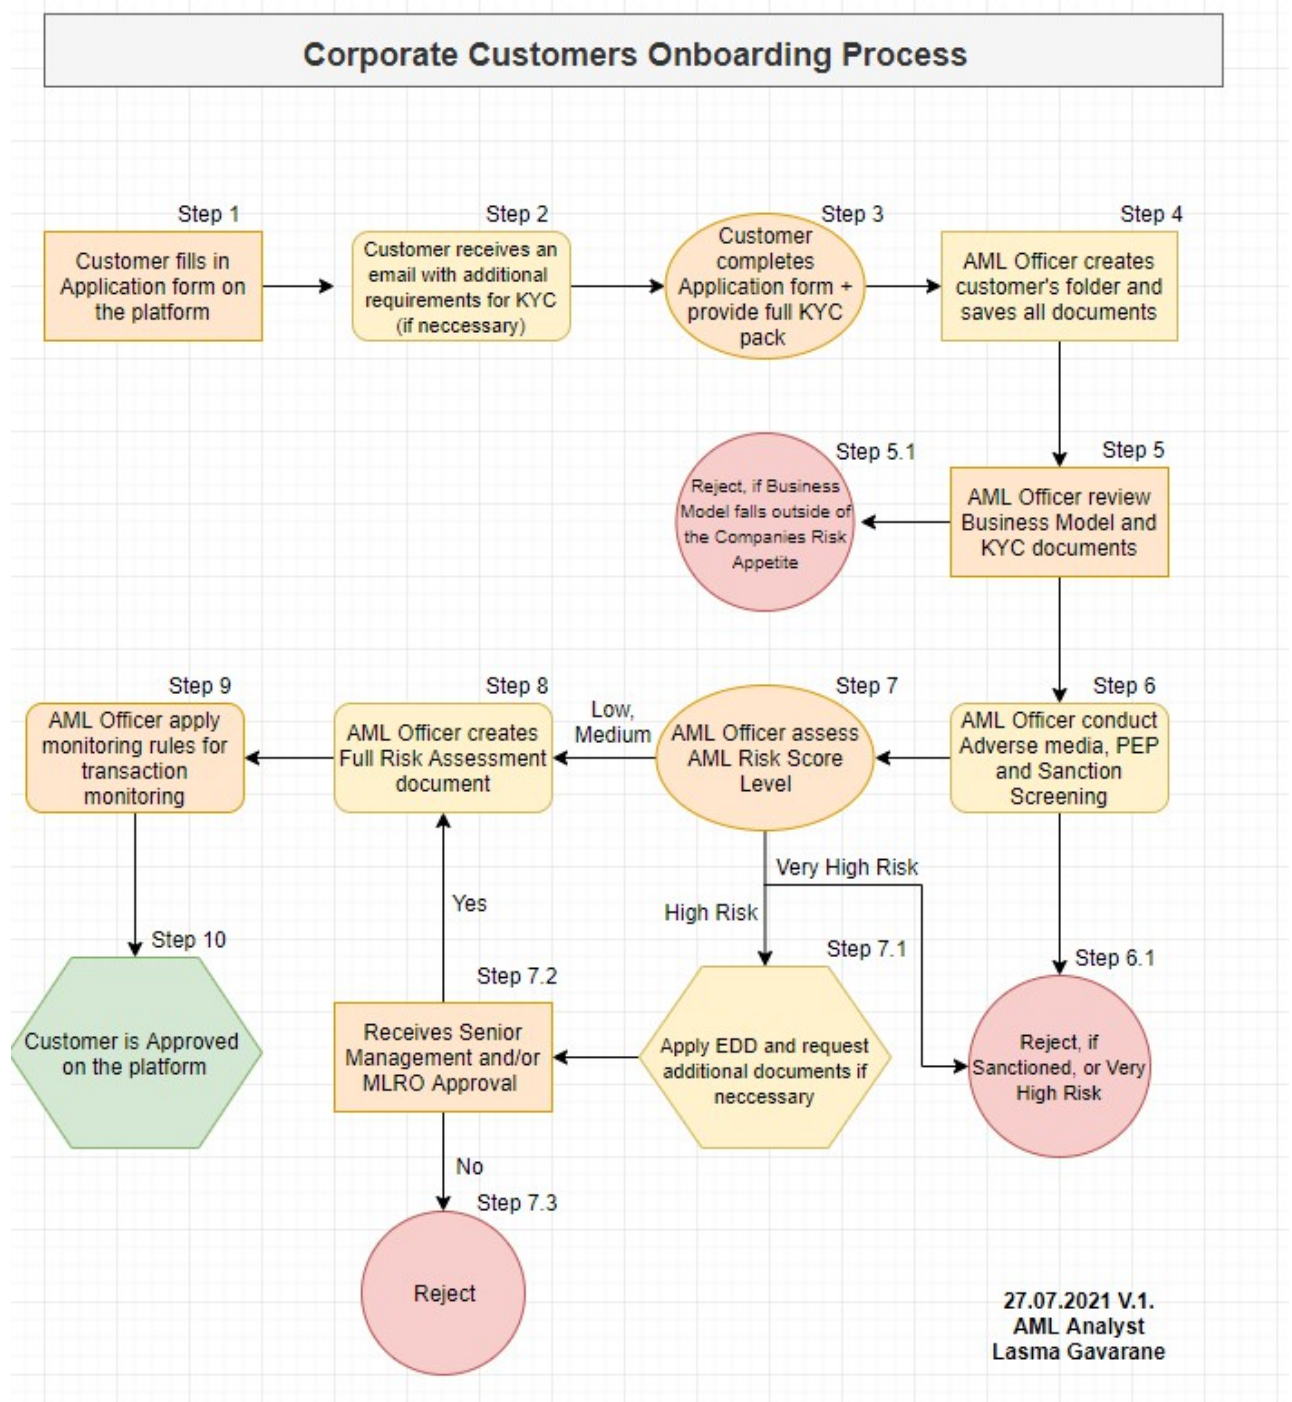 Corporate Customers Onboarding Process
Step 1
Customer fills in
Application form on
the platform
Step 2
Customer receives an
email with additional
requirements for KYC
(if neccessary)
Step 3
Customer
completes
Application form +
provide full KYC
pack
Step 4
AML Officer creates
customer's folder and
saves all documents
Step 5
AML Officer review
Business Model and
KYC documents
Step 5.1
Reject, if Business
Model falls outside of
the Companies Risk
Appetite
Step 6
AML Officer conduct
Adverse media, PEP
and Sanction
Screening
Step 7
AML Officer assess
AML Risk Score
Level
Low,
Medium
Step 8
AML Officer creates
Full Risk Assessment
document
Step 9
AML Officer apply
monitoring rules for
transaction
monitoring
Very High Risk
High Risk
Yes
Step 10
Customer is Approved
on the platform
Step 7.2
Receives Senior
Management and/or
MLRO Approval
Step 7.1
Apply EDD and request
additional documents if
neccessary
Step 6.1
Reject, if
Sanctioned, or Very
High Risk
No
Step 7.3
Reject
27.07.2021 V.1.
AML Analyst
Lasma Gavarane